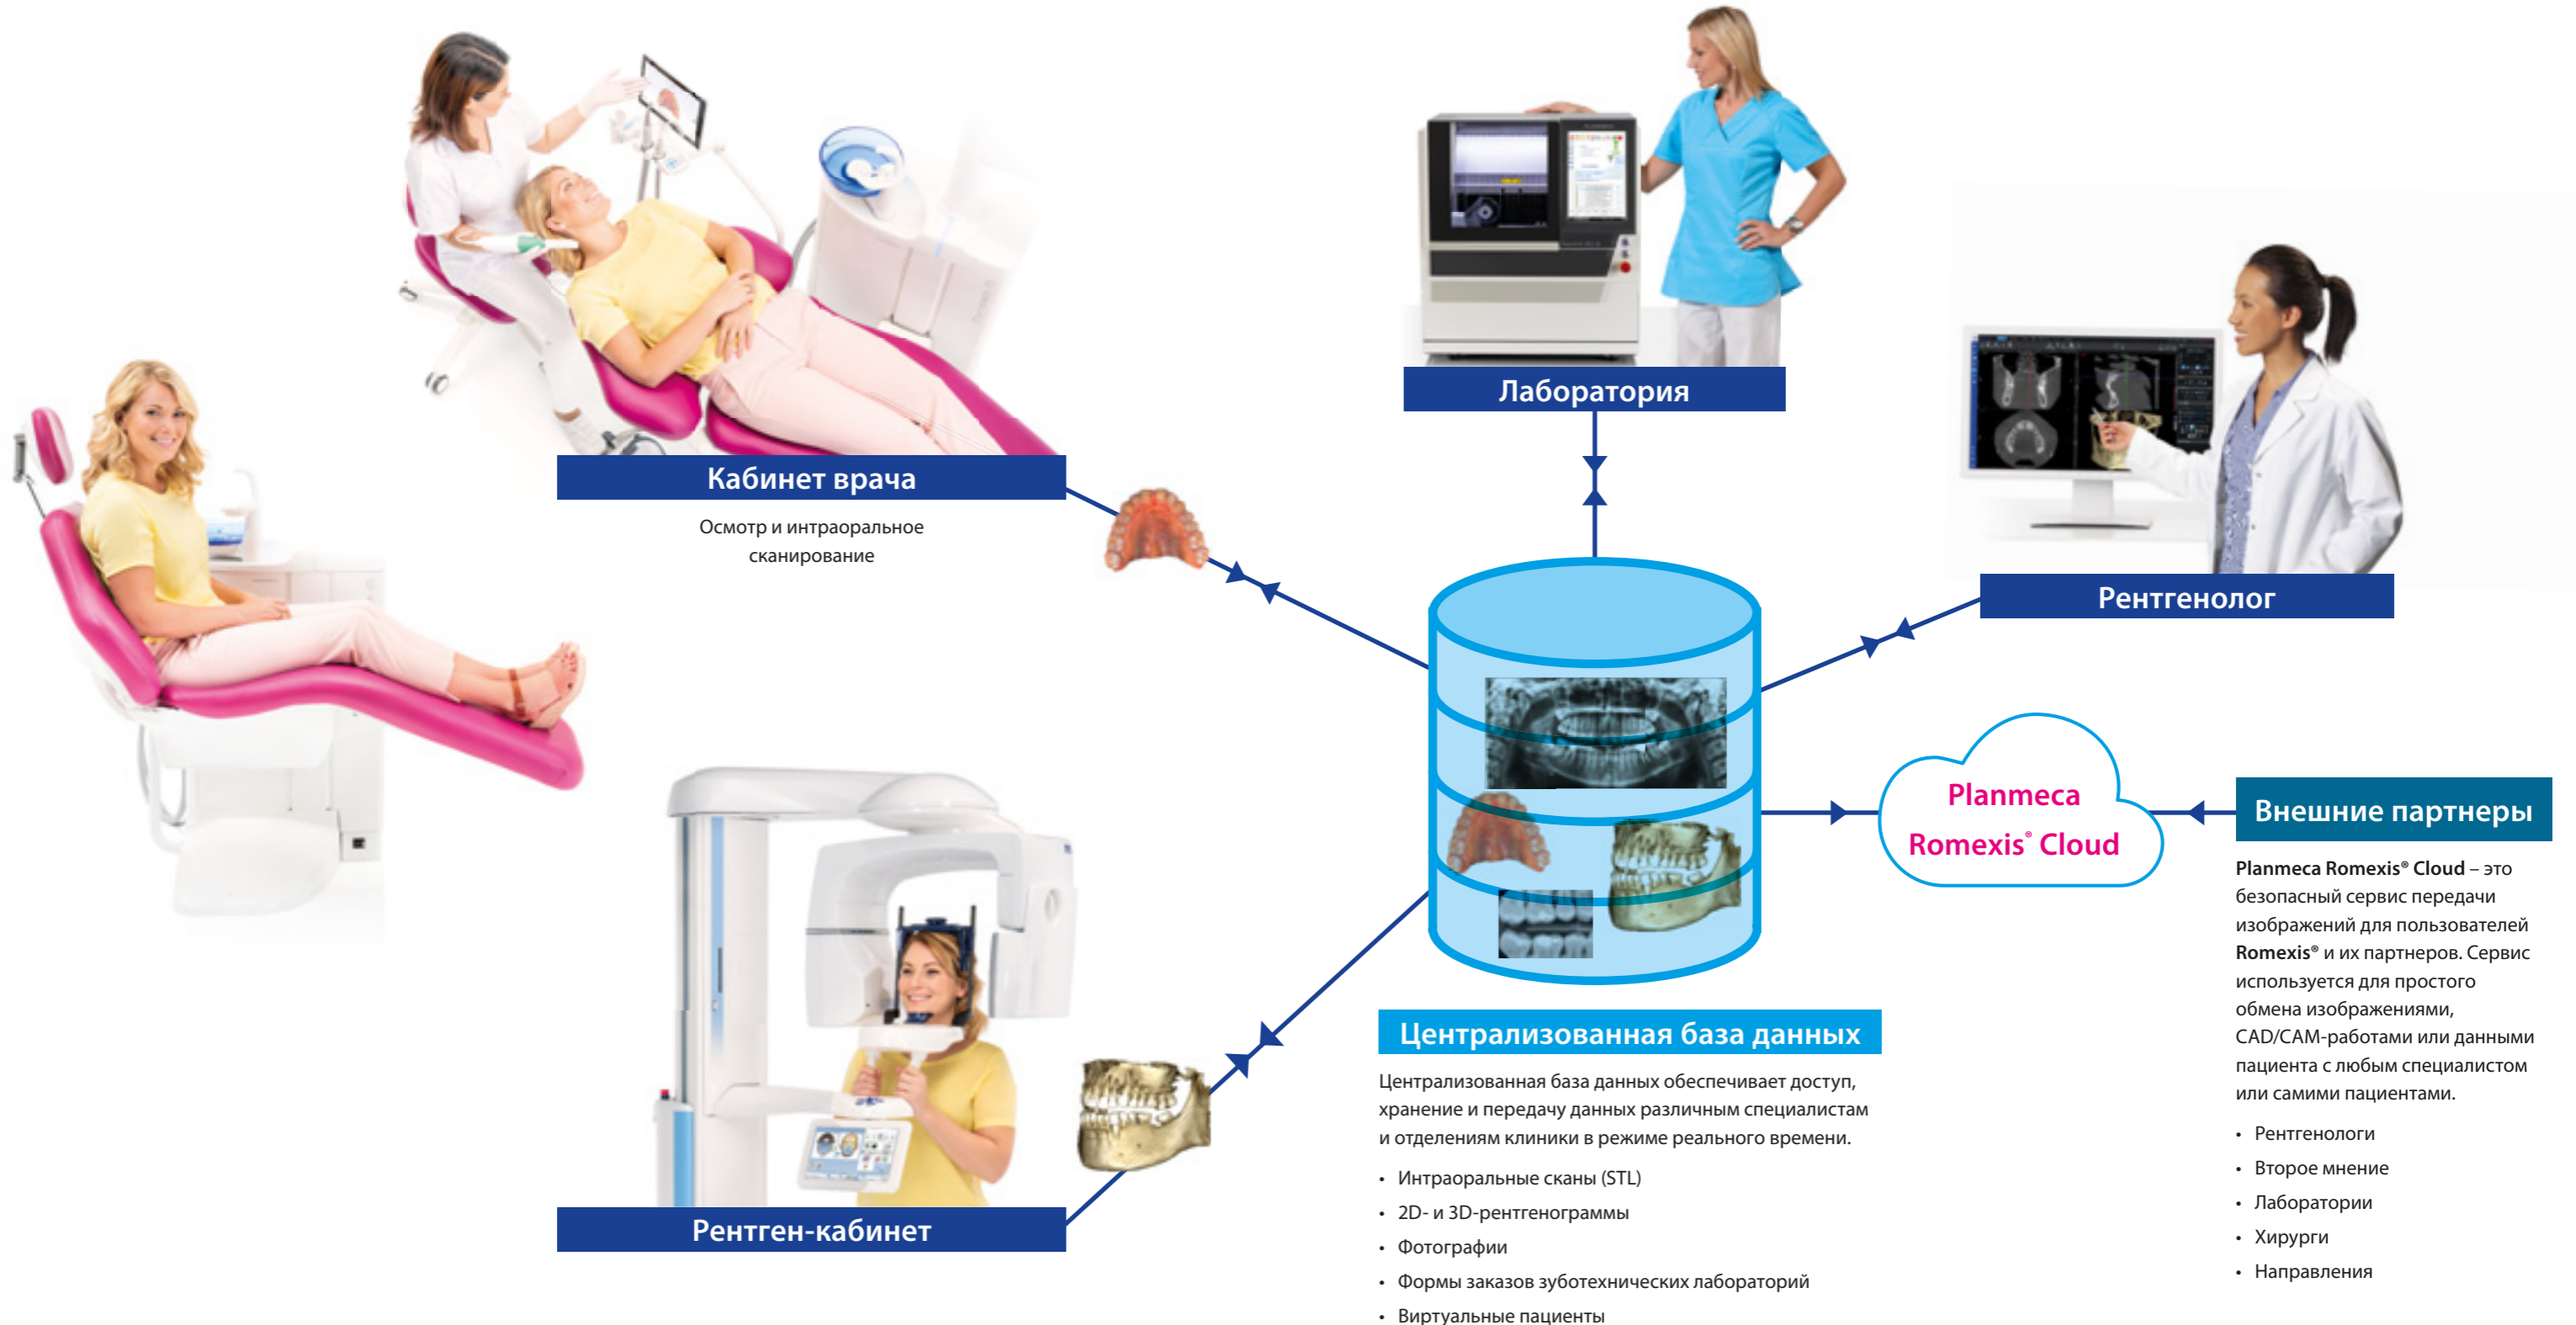 Лаборатория
Кабинет врача
Осмотр и интраоральное
сканирование
Рентгенолог
Planmeca
Romexis® Cloud
Внешние партнеры
Planmeca Romexis® Cloud – это
безопасный сервис передачи
изображений для пользователей
Romexis® и их партнеров. Сервис
используется для простого
обмена изображениями,
CAD/CAM-работами или данными
пациента с любым специалистом
или самими пациентами.
• Рентгенологи
• Второе мнение
• Лаборатории
• Хирурги
• Направления
Централизованная база данных
Централизованная база данных обеспечивает доступ,
хранение и передачу данных различным специалистам
и отделениям клиники в режиме реального времени.
• Интраоральные сканы (STL)
• 2D- и 3D-рентгенограммы
• Фотографии
• Формы заказов зуботехнических лабораторий
• Виртуальные пациенты
Рентген-кабинет